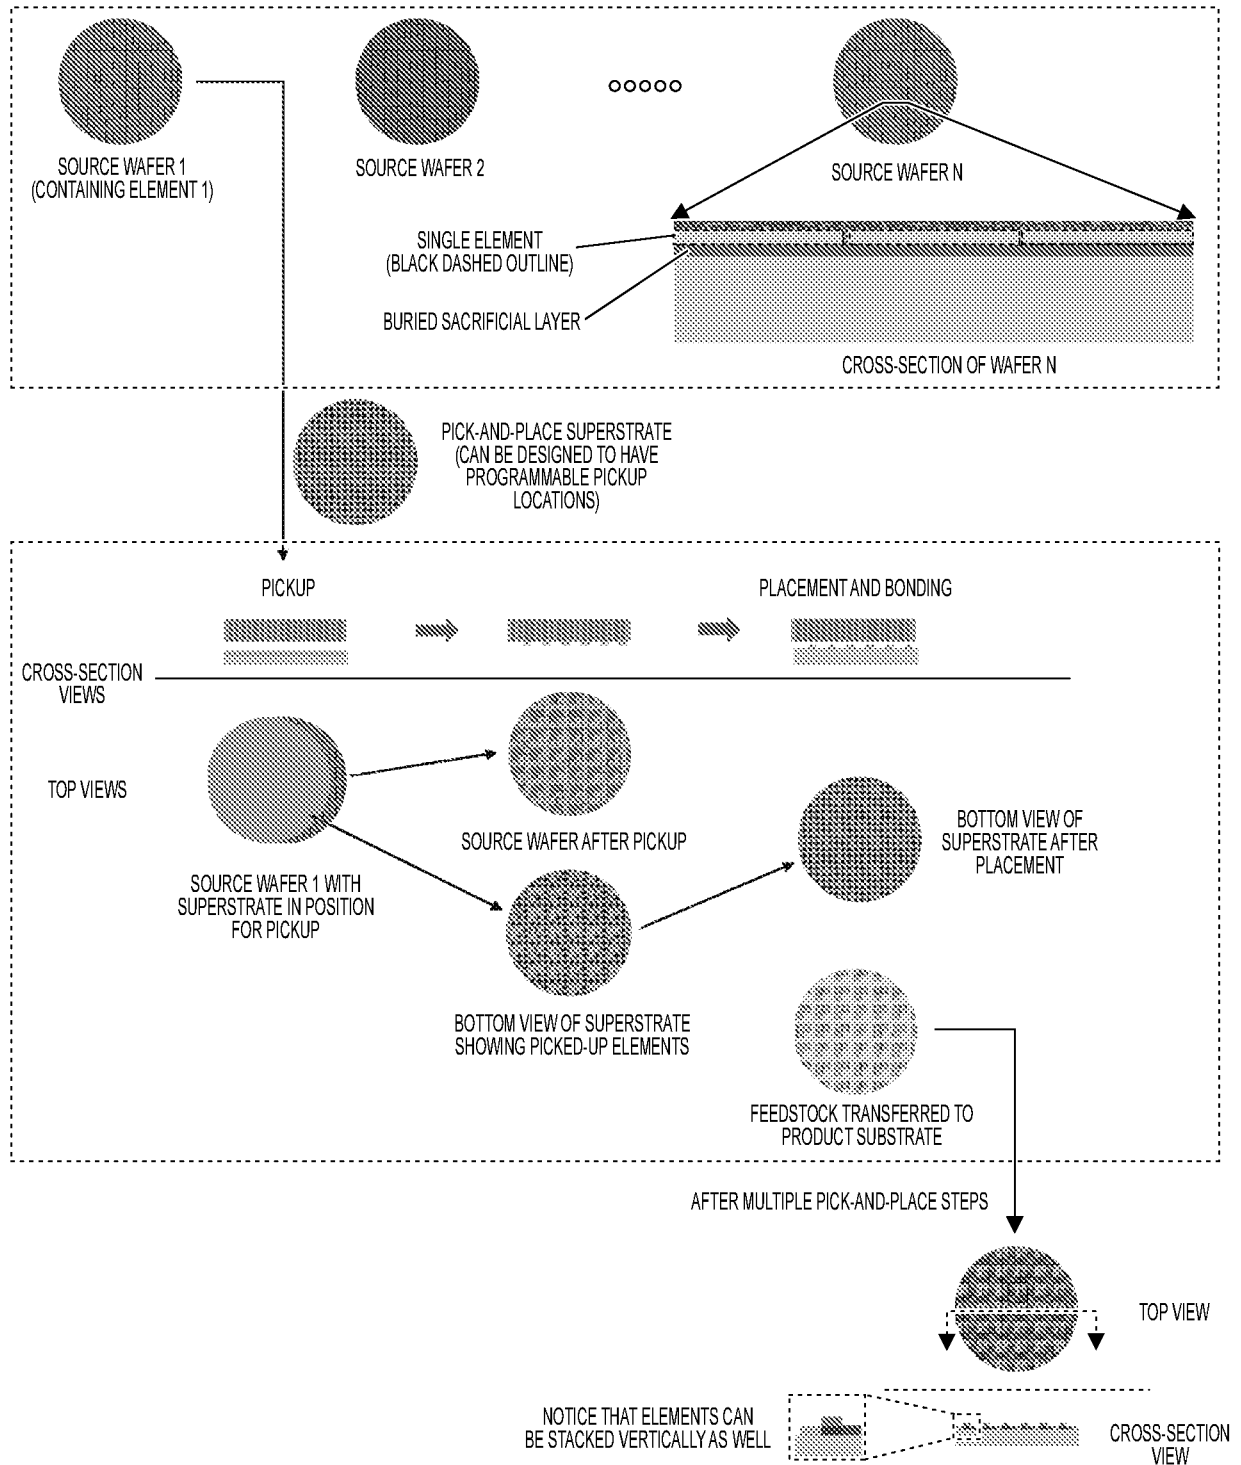 SOURCE WAFER 1
(CONTAINING ELEMENT 1)
SOURCE WAFER 2
SOURCE WAFER N
SINGLE ELEMENT
(BLACK DASHED OUTLINE)
BURIED SACRIFICIAL LAYER
CROSS-SECTION OF WAFER N
PICK-AND-PLACE SUPERSTRATE
(CAN BE DESIGNED TO HAVE
PROGRAMMABLE PICKUP
LOCATIONS)
PICKUP
PLACEMENT AND BONDING
CROSS-SECTION
VIEWS
TOP VIEWS
SOURCE WAFER AFTER PICKUP
BOTTOM VIEW OF
SUPERSTRATE AFTER
PLACEMENT
SOURCE WAFER 1 WITH
SUPERSTRATE IN POSITION
FOR PICKUP
BOTTOM VIEW OF SUPERSTRATE
SHOWING PICKED-UP ELEMENTS
FEEDSTOCK TRANSFERRED TO
PRODUCT SUBSTRATE
AFTER MULTIPLE PICK-AND-PLACE STEPS
TOP VIEW
NOTICE THAT ELEMENTS CAN
BE STACKED VERTICALLY AS WELL
CROSS-SECTION
VIEW